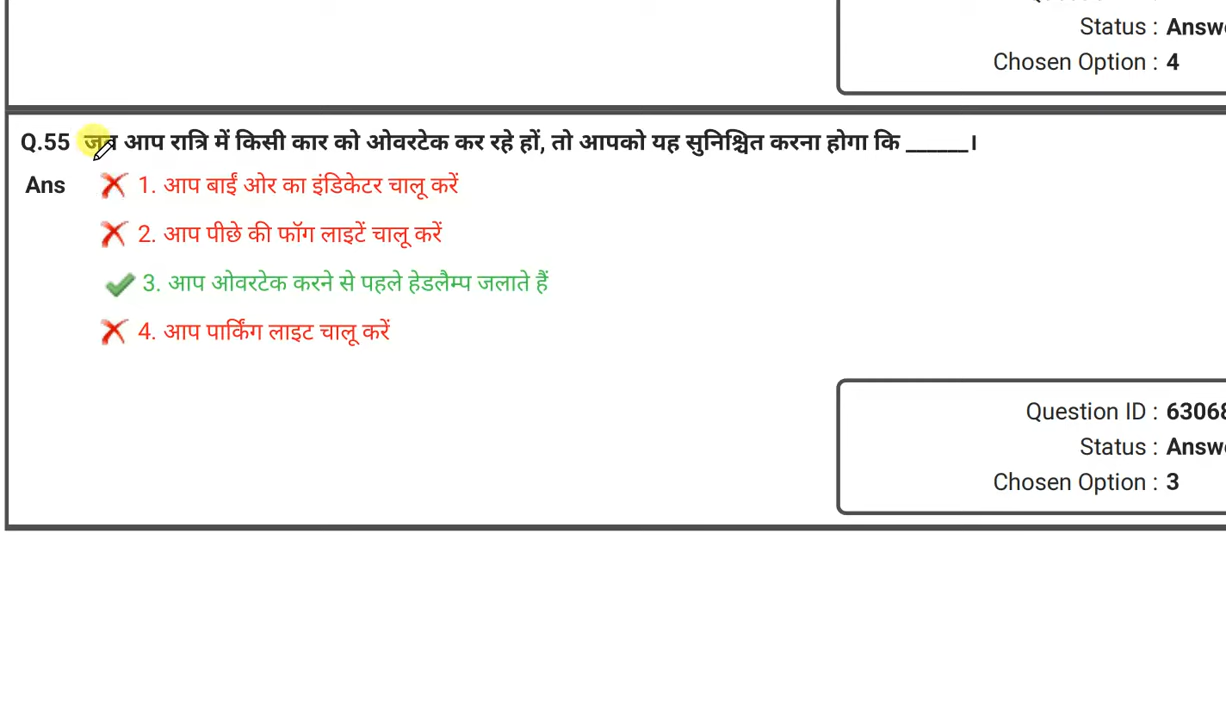 Status : Answ
Chosen Option : 4
Q.55 जब आप रात्रि में किसी कार को ओवरटेक कर रहे हों, तो आपको यह सुनिश्चित करना होगा कि ______।
Ans 1. आप बाईं ओर का इंडिकेटर चालू करें
2. आप पीछे की फॉग लाइटें चालू करें
3. आप ओवरटेक करने से पहले हेडलैम्प जलाते हैं
4. आप पार्किंग लाइट चालू करें
Question ID : 63068
Status : Answ
Chosen Option : 3